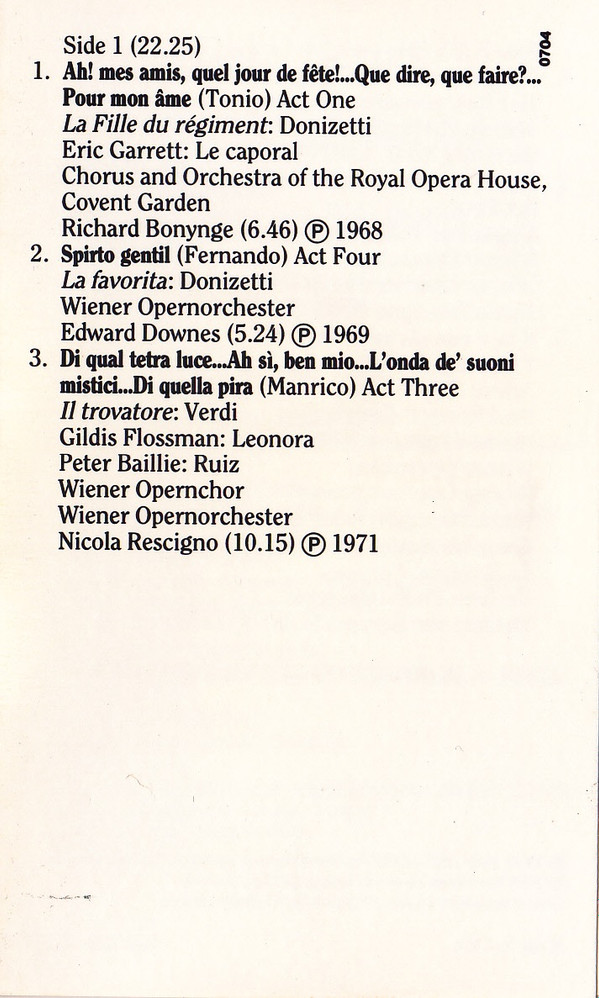 Side 1 (22.25)
0704
1. Ah! mes amis, quel jour de fête!...Que dire, que faire?...
Pour mon âme (Tonio) Act One
La Fille du régiment: Donizetti
Eric Garrett: Le caporal
Chorus and Orchestra of the Royal Opera House,
Covent Garden
Richard Bonynge (6.46) ℗ 1968
2. Spirto gentil (Fernando) Act Four
La favorita: Donizetti
Wiener Opernorchester
Edward Downes (5.24) ℗ 1969
3. Di qual tetra luce...Ah sì, ben mio...L'onda de' suoni
mistici...Di quella pira (Manrico) Act Three
Il trovatore: Verdi
Gildis Flossman: Leonora
Peter Baillie: Ruiz
Wiener Opernchor
Wiener Opernorchester
Nicola Rescigno (10.15) ℗ 1971